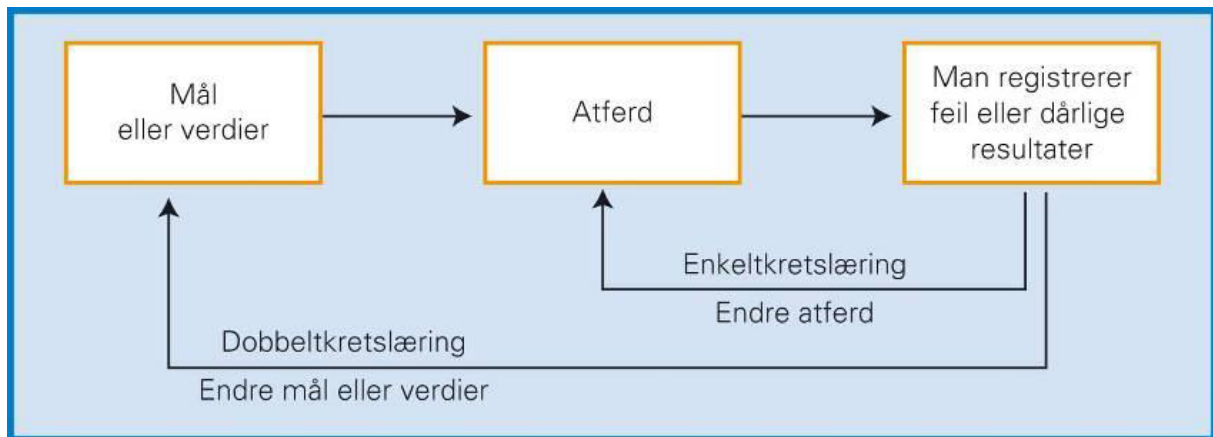 Mål
eller verdier
Atferd
Man registrerer
feil eller dårlige
resultater
Enkeltkretslæring
Endre atferd
Dobbeltkretslæring
Endre mål eller verdier